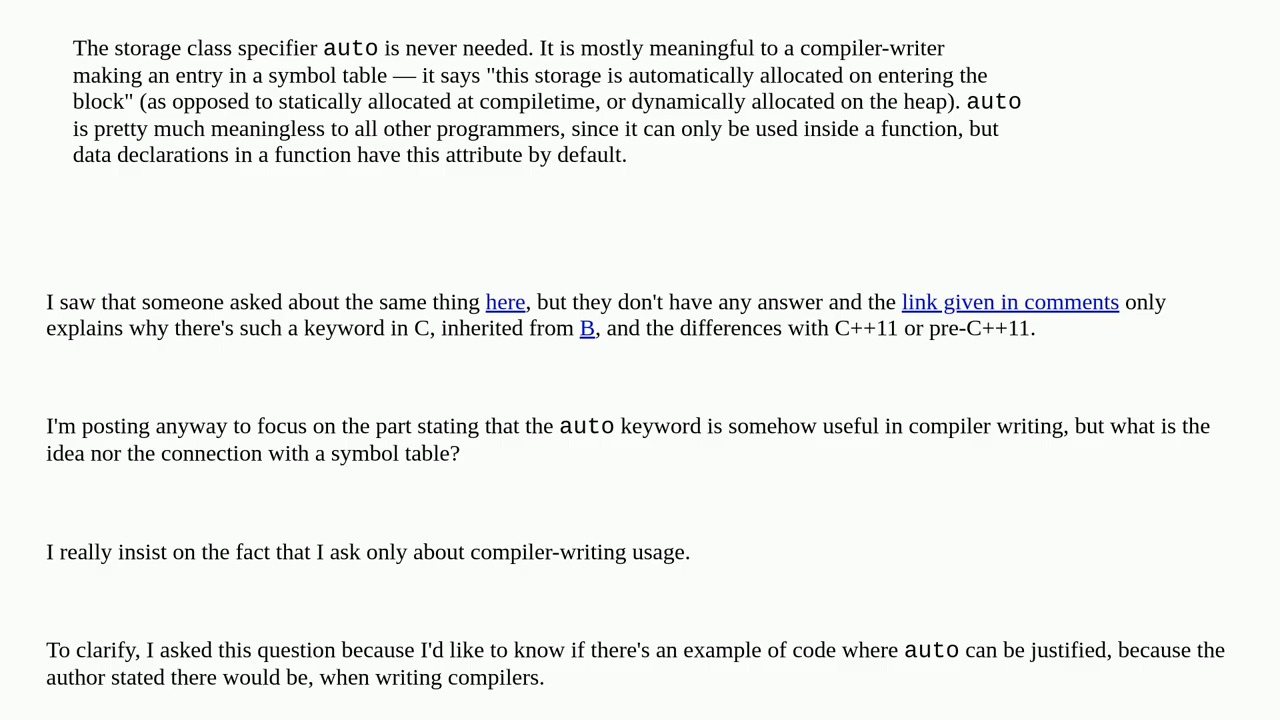 The storage class specifier auto is never needed. It is mostly meaningful to a compiler-writer
making an entry in a symbol table — it says "this storage is automatically allocated on entering the
block" (as opposed to statically allocated at compiletime, or dynamically allocated on the heap). auto
is pretty much meaningless to all other programmers, since it can only be used inside a function, but
data declarations in a function have this attribute by default.
I saw that someone asked about the same thing here, but they don't have any answer and the link given in comments only
explains why there's such a keyword in C, inherited from B, and the differences with C++11 or pre-C++11.
I'm posting anyway to focus on the part stating that the auto keyword is somehow useful in compiler writing, but what is the
idea nor the connection with a symbol table?
I really insist on the fact that I ask only about compiler-writing usage.
To clarify, I asked this question because I'd like to know if there's an example of code where auto can be justified, because the
author stated there would be, when writing compilers.